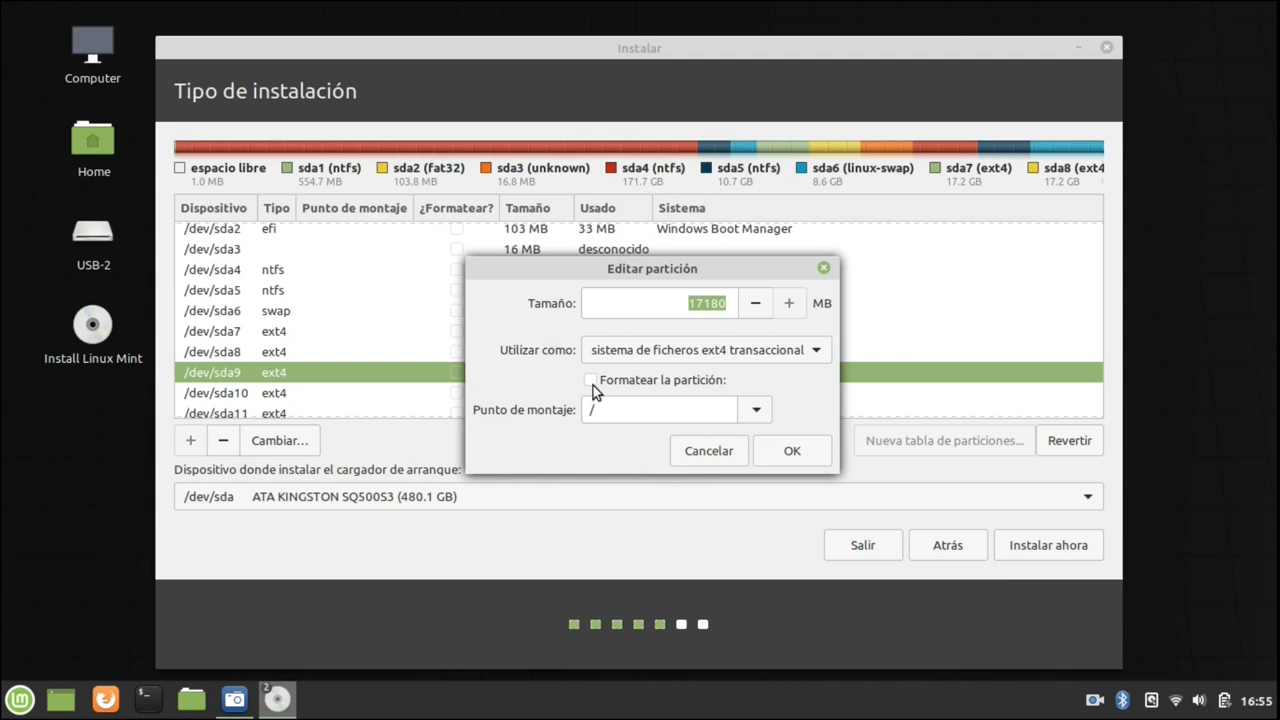 Computer
Home
USB-2
Install Linux Mint
Instalar
Tipo de instalación
espacio libre sda1 (ntfs) sda2 (fat32) sda3 (unknown) sda4 (ntfs) sda5 (ntfs) sda6 (linux-swap) sda7 (ext4) sda8 (ext4
1.0 MB 554.7 MB 103.8 MB 16.8 MB 171.7 GB 10.7 GB 8.6 GB 17.2 GB 17.2 GB
Dispositivo Tipo Punto de montaje ¿Formatear? Tamaño Usado Sistema
/dev/sda2 efi 103 MB 33 MB Windows Boot Manager
/dev/sda3 16 MB desconocido
/dev/sda4 ntfs
/dev/sda5 ntfs
/dev/sda6 swap
/dev/sda7 ext4
/dev/sda8 ext4
/dev/sda9 ext4
/dev/sda10 ext4
/dev/sda11 ext4
Editar partición
Tamaño: 17180 − + MB
Utilizar como: sistema de ficheros ext4 transaccional
Formatear la partición:
Punto de montaje: /
Cancelar OK
+ − Cambiar... Nueva tabla de particiones... Revertir
Dispositivo donde instalar el cargador de arranque:
/dev/sda ATA KINGSTON SQ500S3 (480.1 GB)
Salir Atrás Instalar ahora
2
16:55